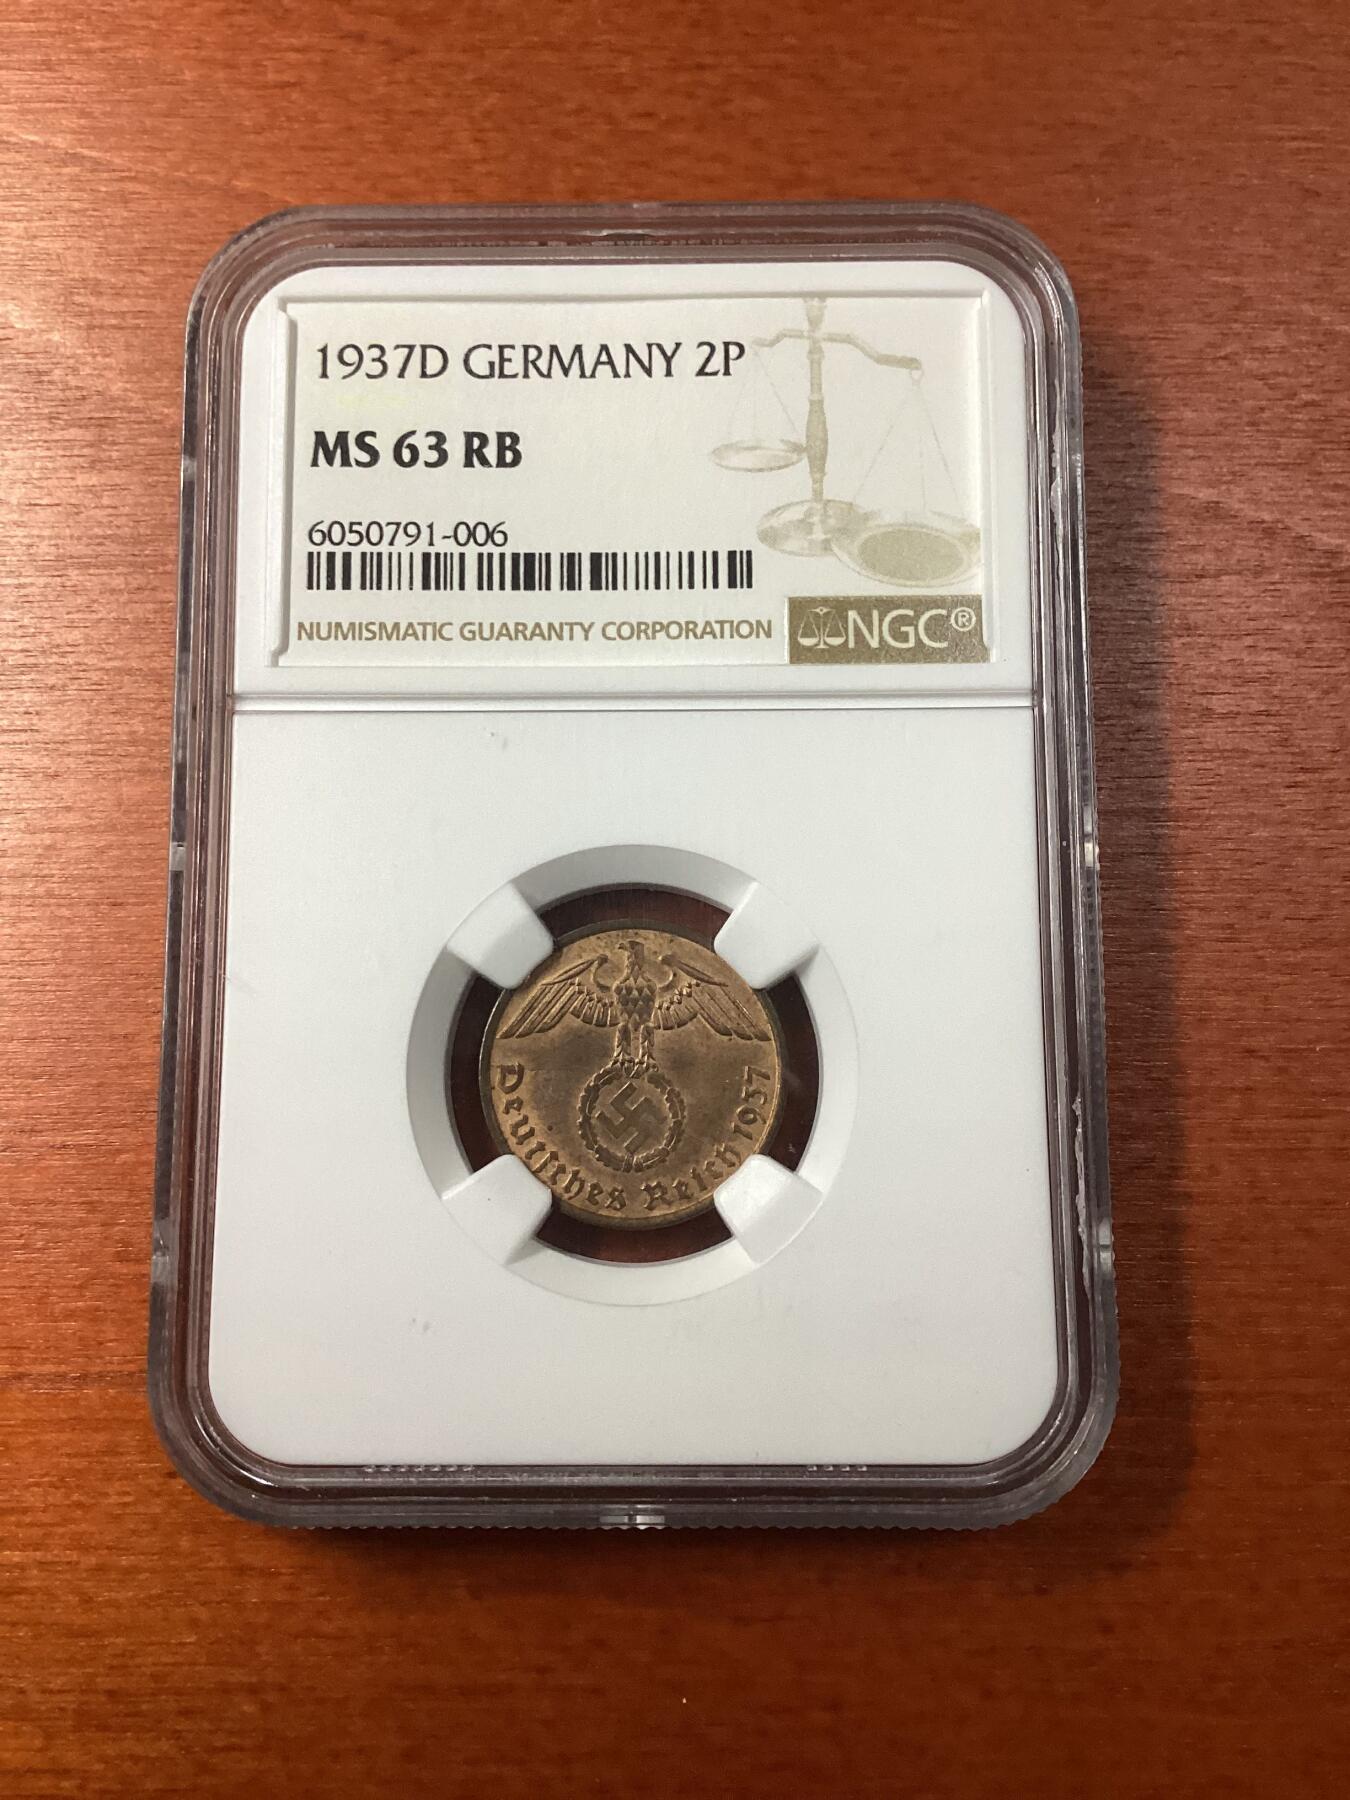 1937D GERMANY 2P
MS 63 RB
6050791-006
NUMISMATIC GUARANTY CORPORATION
NGC®
Deutsches Reich 1937